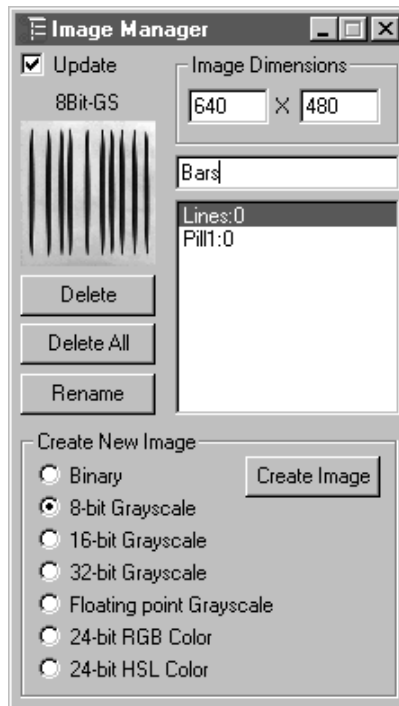 Image Manager
Update
Image Dimensions
8Bit-GS
640 X 480
Bars
Lines:0
Pill1:0
Delete
Delete All
Rename
Create New Image
Binary
Create Image
8-bit Grayscale
16-bit Grayscale
32-bit Grayscale
Floating point Grayscale
24-bit RGB Color
24-bit HSL Color